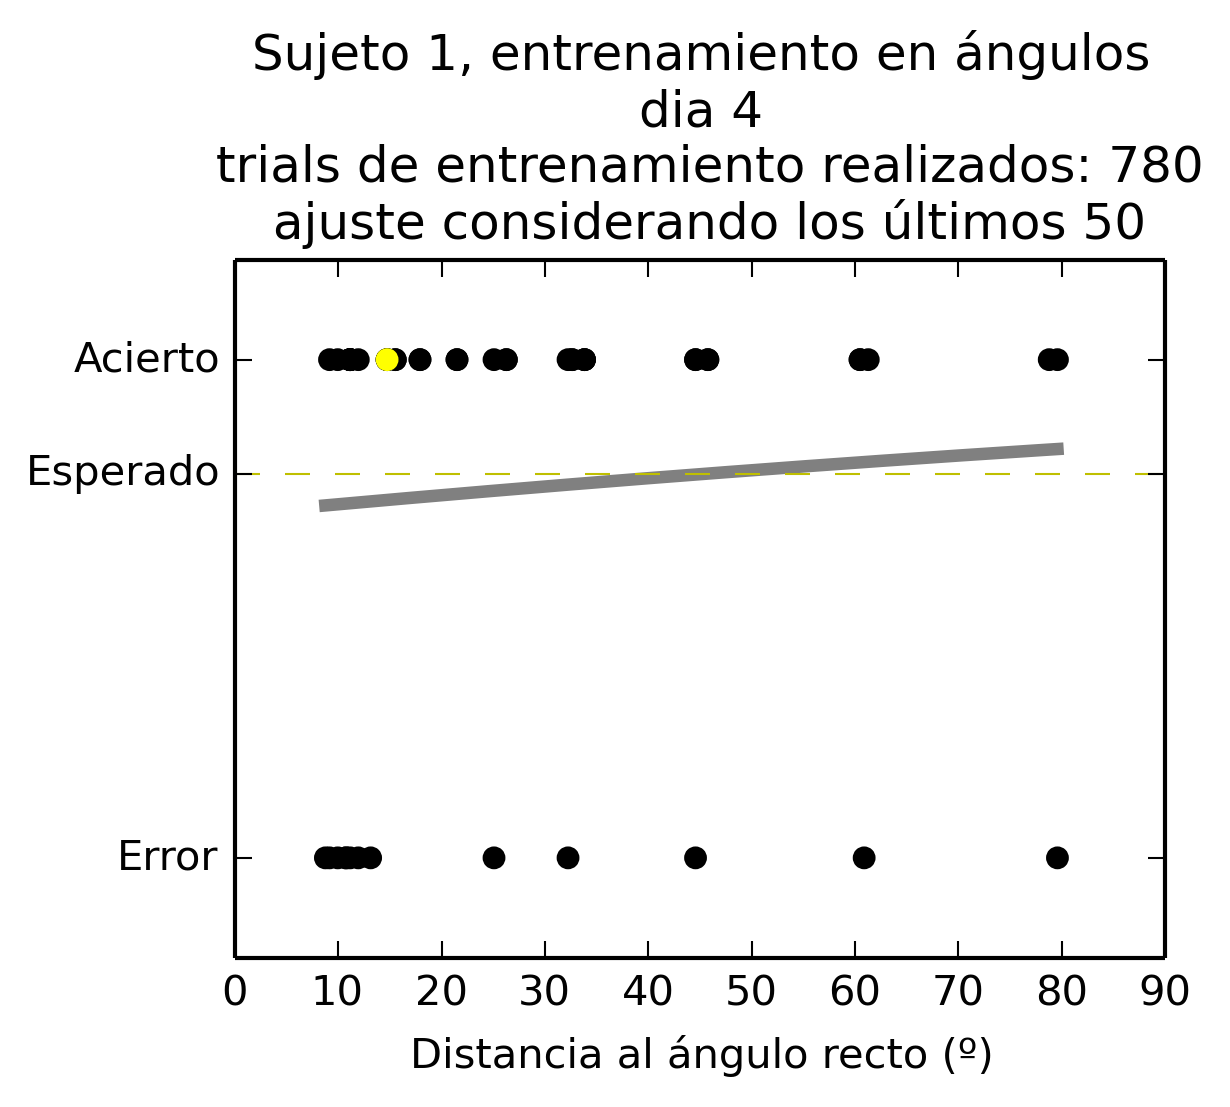 Sujeto 1, entrenamiento en ángulos
dia 4
trials de entrenamiento realizados: 780
ajuste considerando los últimos 50
Acierto
Esperado
Error
0 10 20 30 40 50 60 70 80 90
Distancia al ángulo recto (º)